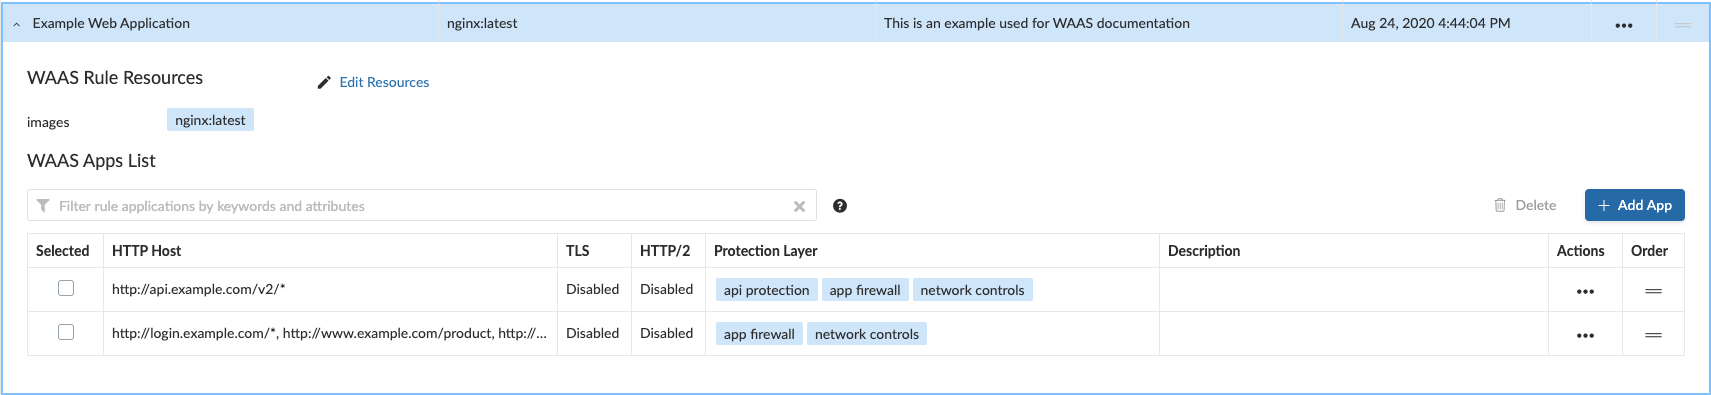 Example Web Application nginx:latest This is an example used for WAAS documentation Aug 24, 2020 4:44:04 PM
WAAS Rule Resources Edit Resources
images nginx:latest
WAAS Apps List
Filter rule applications by keywords and attributes Delete + Add App
Selected HTTP Host TLS HTTP/2 Protection Layer Description Actions Order
http://api.example.com/v2/* Disabled Disabled api protection app firewall network controls
http://login.example.com/*, http://www.example.com/product, http://... Disabled Disabled app firewall network controls